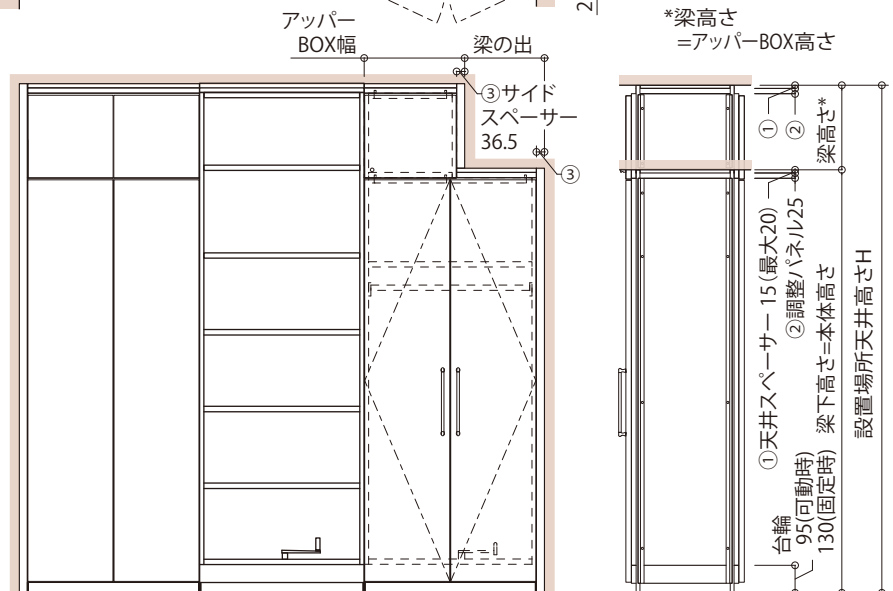 アッパー
BOX幅
梁の出
2
*梁高さ
=アッパーBOX高さ
③サイド
スペーサー
36.5
③
①
②
梁高さ*
①天井スペーサー 15(最大20)
②調整パネル25
梁下高さ=本体高さ
設置場所天井高さH
台輪
95(可動時)
130(固定時)